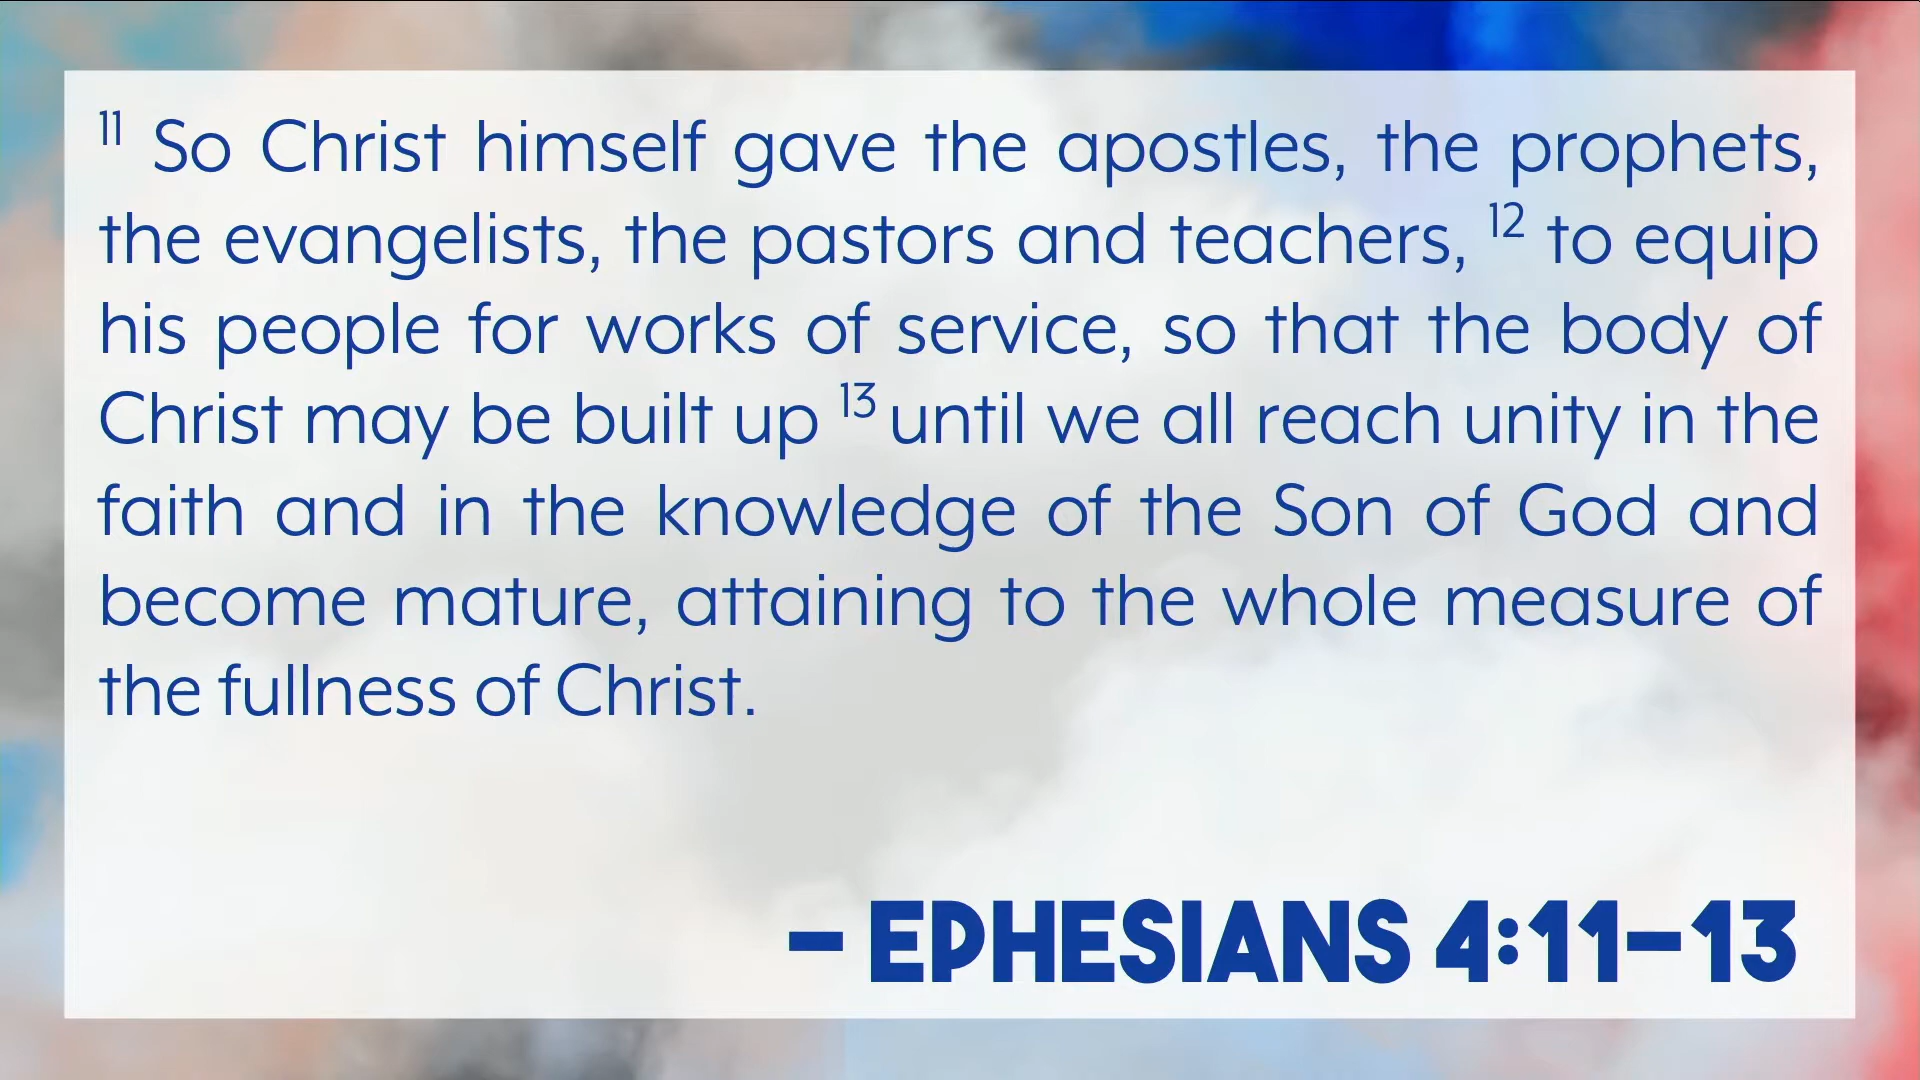 11 So Christ himself gave the apostles, the prophets,
the evangelists, the pastors and teachers, 12 to equip
his people for works of service, so that the body of
Christ may be built up 13 until we all reach unity in the
faith and in the knowledge of the Son of God and
become mature, attaining to the whole measure of
the fullness of Christ.
– EPHESIANS 4:11–13